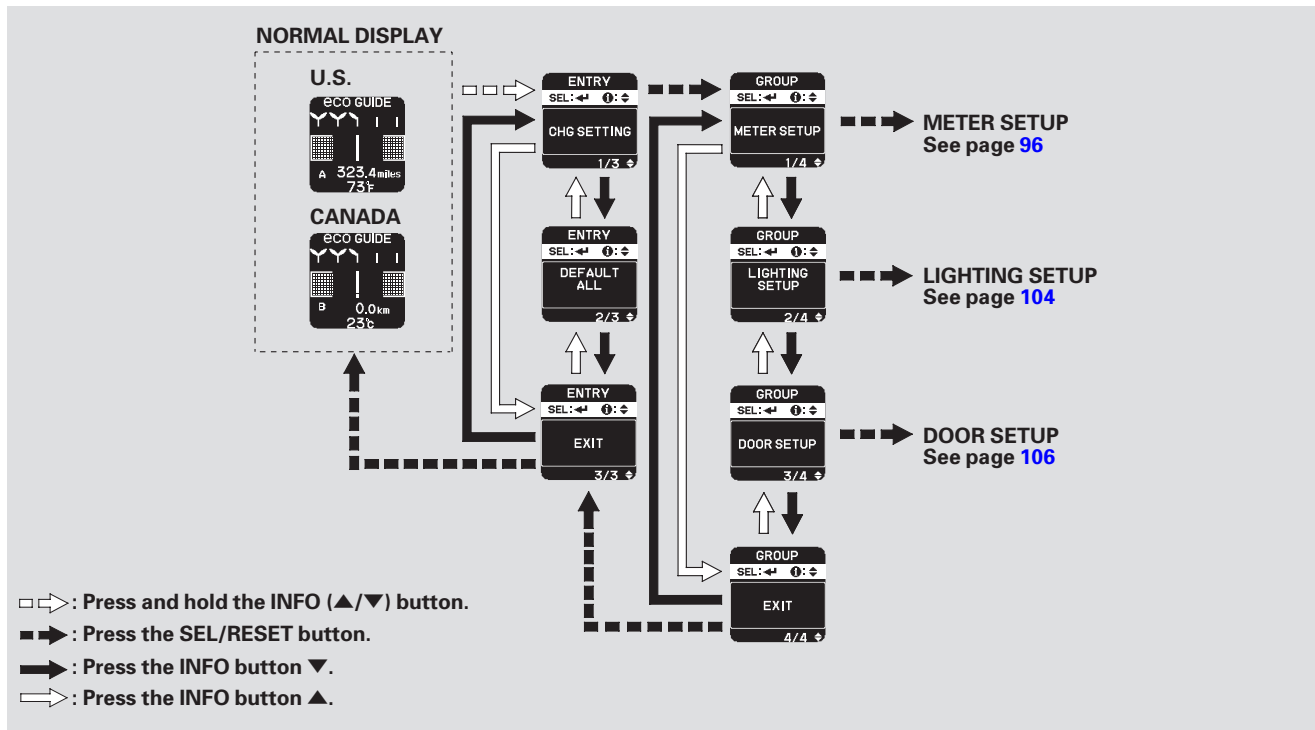 NORMAL DISPLAY
U.S.
eco GUIDE
A 323.4miles
73°F
CANADA
eco GUIDE
B 0.0km
23°C
ENTRY
SEL:↵ i:♦
CHG SETTING
1/3
ENTRY
SEL:↵ i:♦
DEFAULT
ALL
2/3
ENTRY
SEL:↵ i:♦
EXIT
3/3
GROUP
SEL:↵ i:♦
METER SETUP
1/4
GROUP
SEL:↵ i:♦
LIGHTING
SETUP
2/4
GROUP
SEL:↵ i:♦
DOOR SETUP
3/4
GROUP
SEL:↵ i:♦
EXIT
4/4
METER SETUP
See page 96
LIGHTING SETUP
See page 104
DOOR SETUP
See page 106
: Press and hold the INFO (▲/▼) button.
: Press the SEL/RESET button.
: Press the INFO button ▼.
: Press the INFO button ▲.